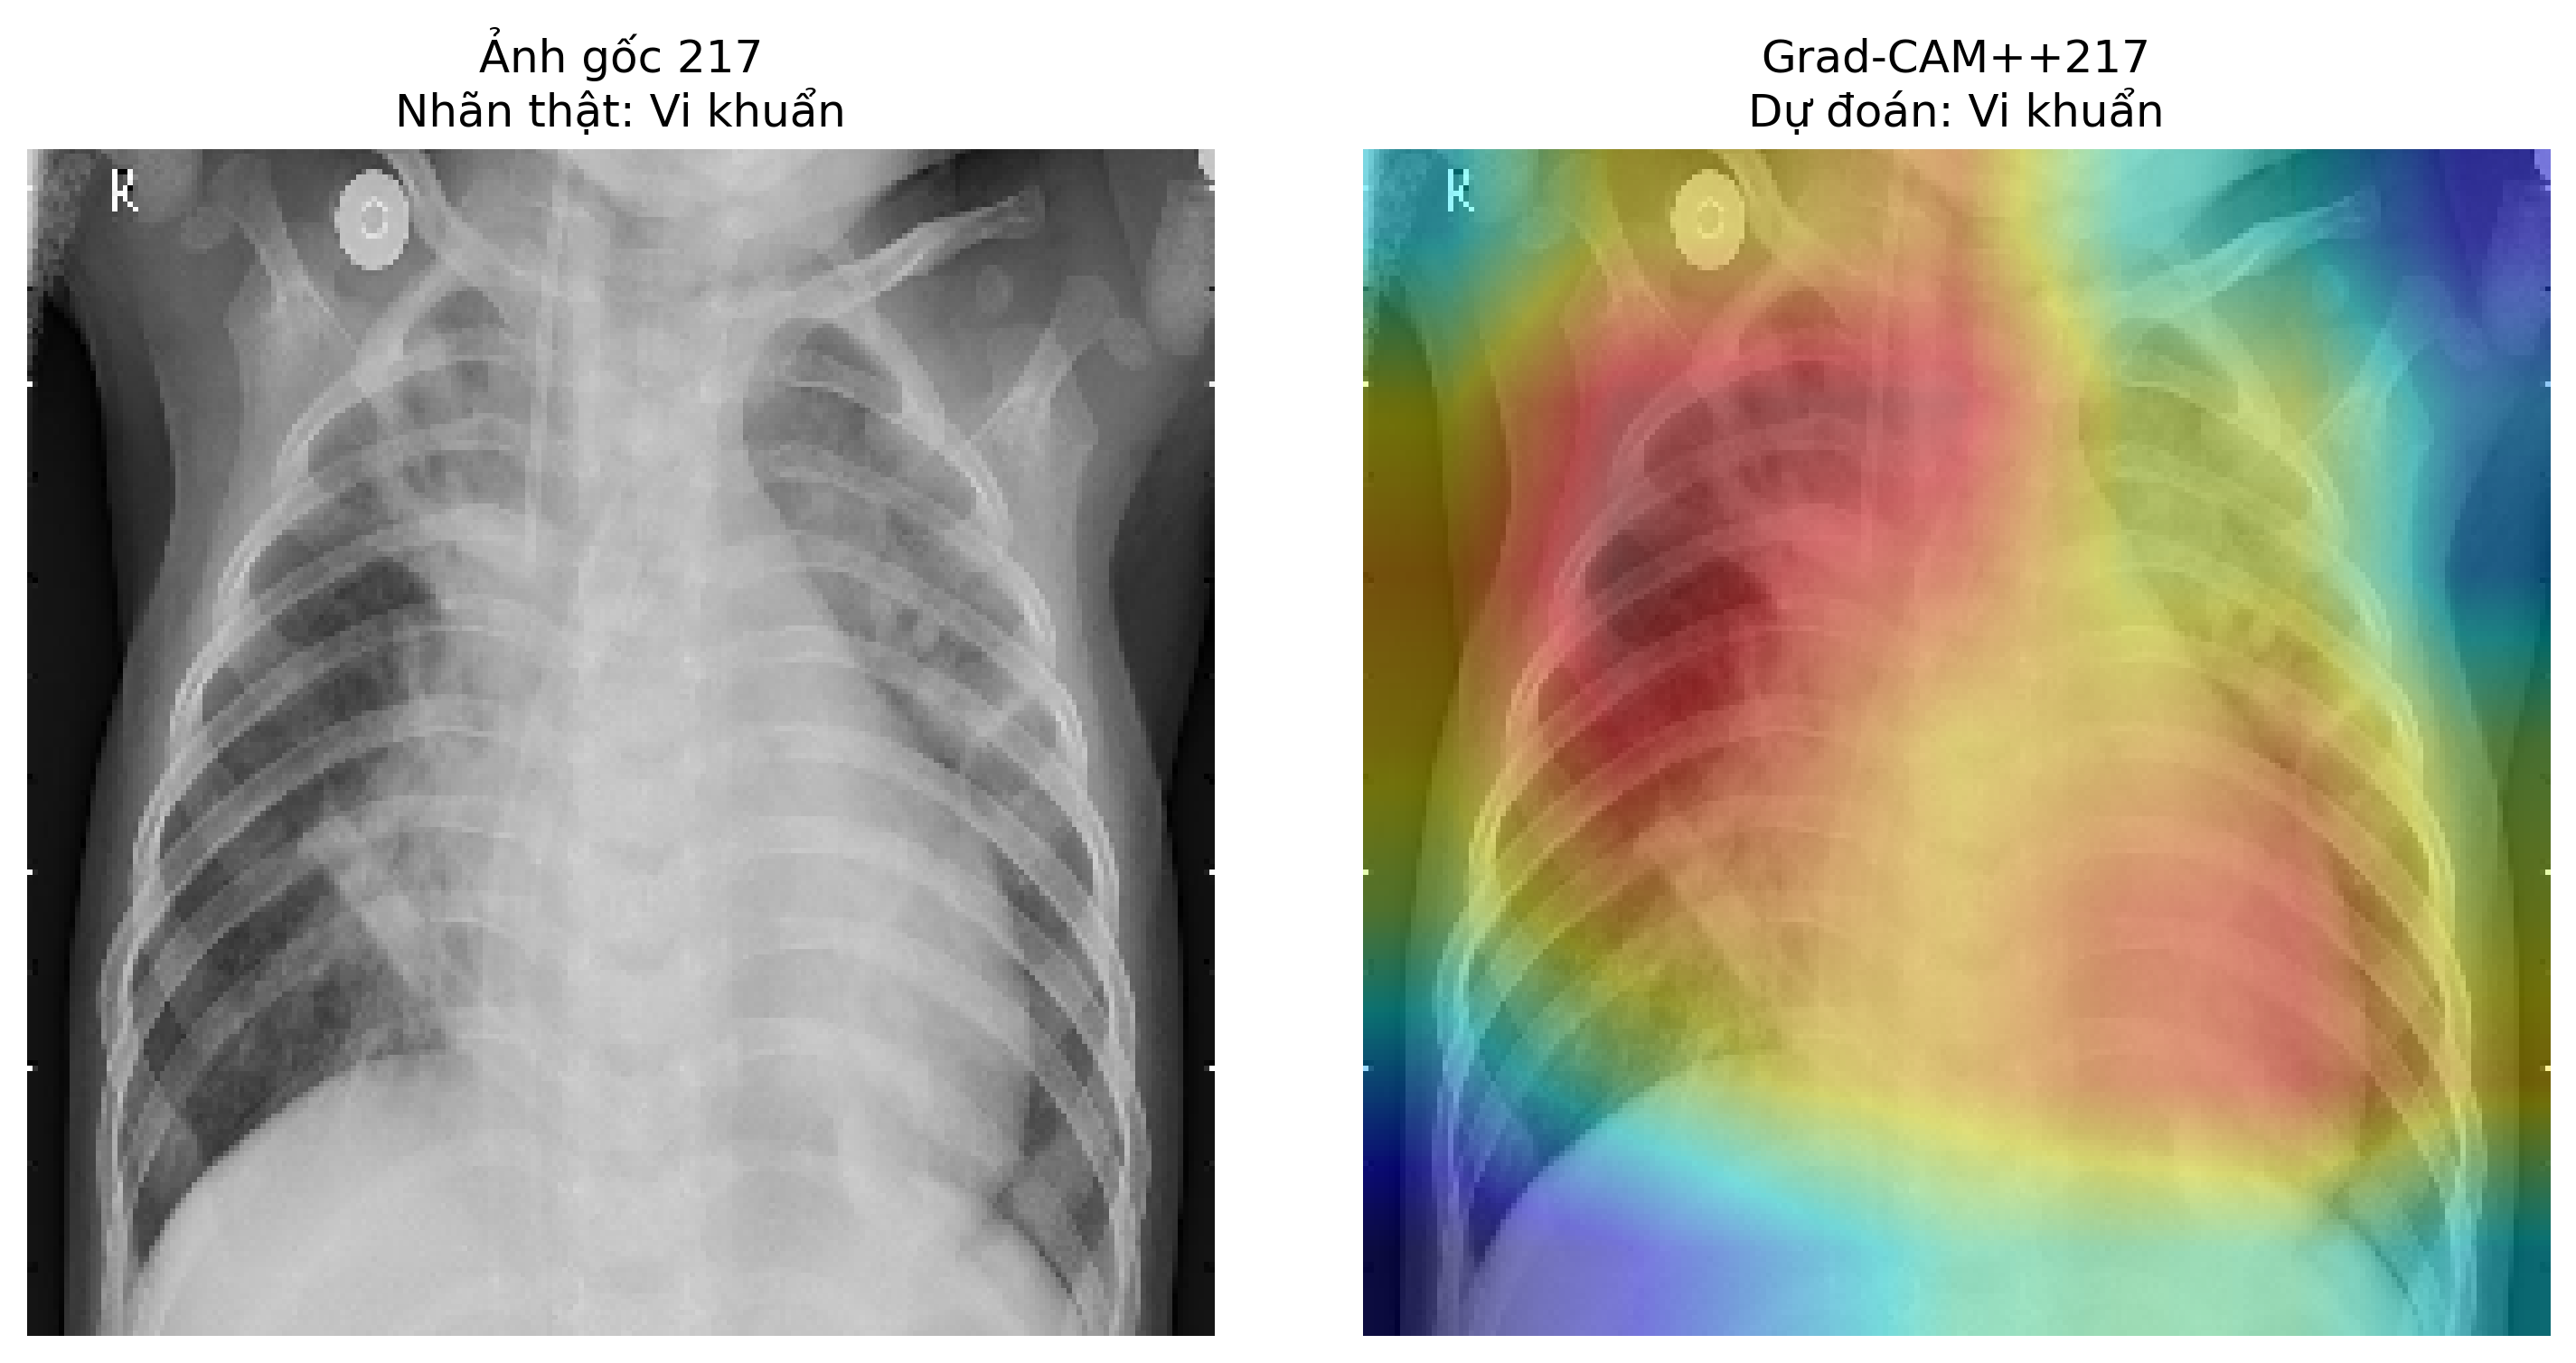 Ảnh gốc 217
Nhãn thật: Vi khuẩn
Grad-CAM++217
Dự đoán: Vi khuẩn
R
R